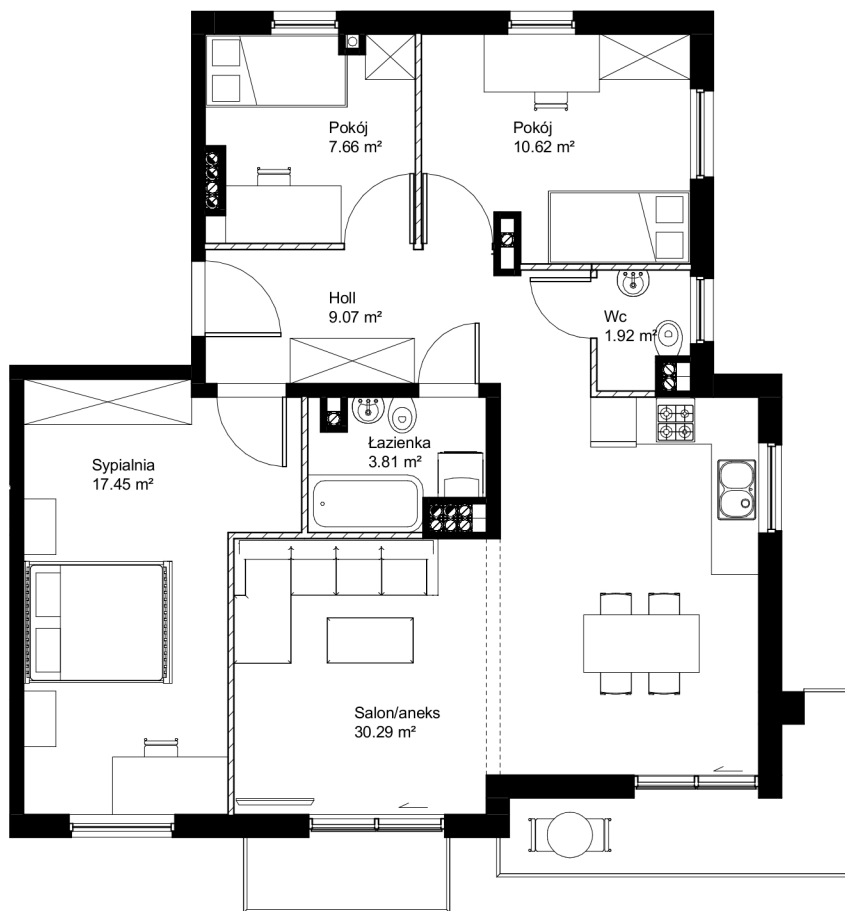 Pokój
7.66 m²
Pokój
10.62 m²
Holl
9.07 m²
Wc
1.92 m²
Łazienka
3.81 m²
Sypialnia
17.45 m²
Salon/aneks
30.29 m²